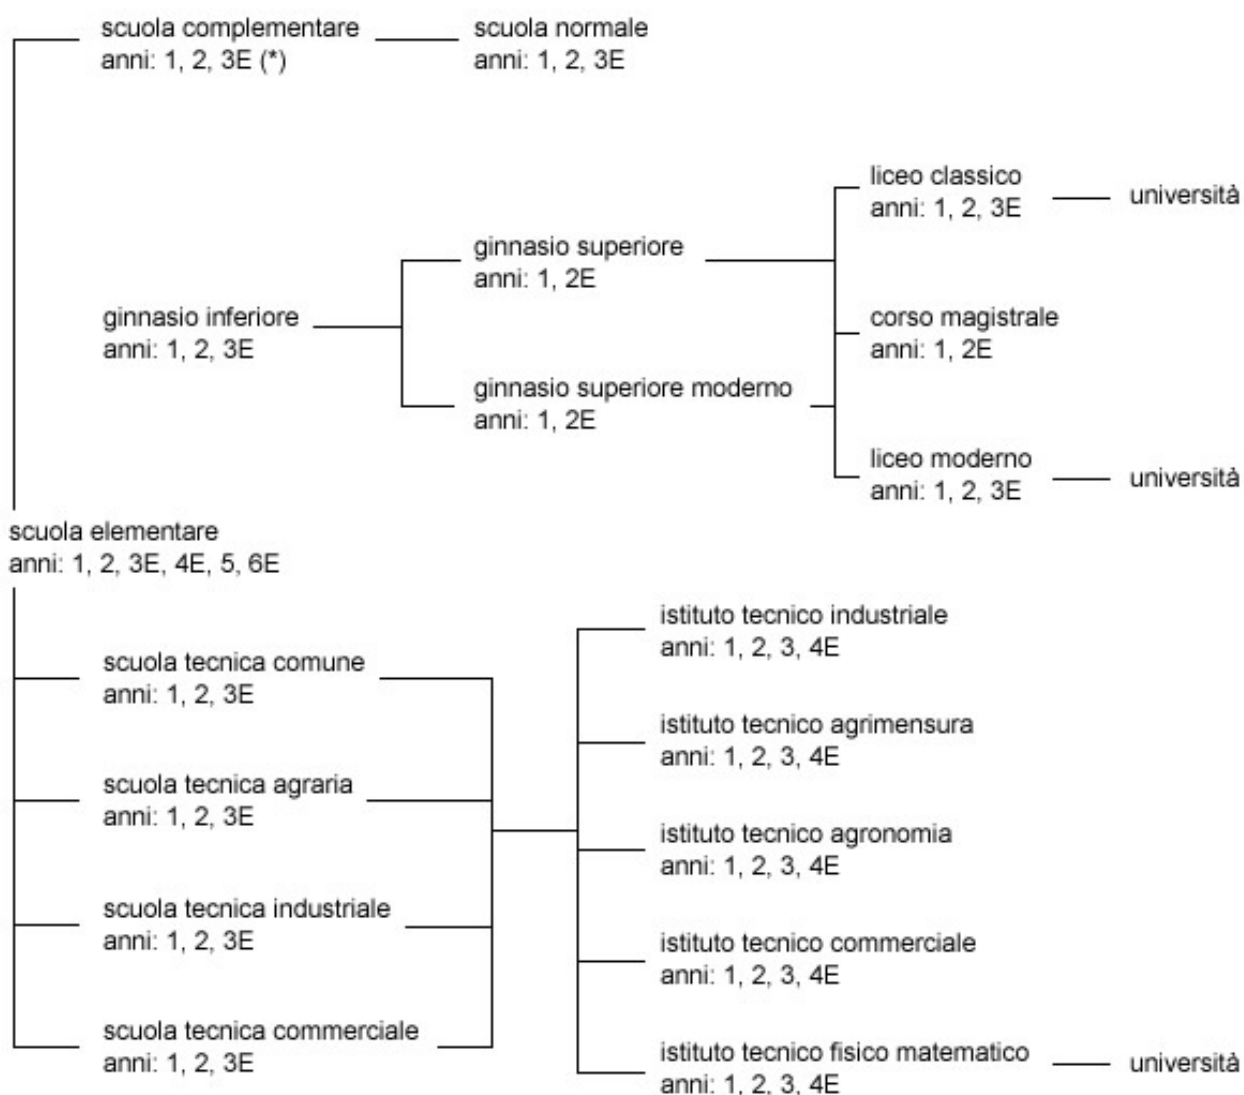 scuola complementare
anni: 1, 2, 3E (*)
scuola normale
anni: 1, 2, 3E
liceo classico
anni: 1, 2, 3E
università
ginnasio superiore
anni: 1, 2E
ginnasio inferiore
anni: 1, 2, 3E
corso magistrale
anni: 1, 2E
ginnasio superiore moderno
anni: 1, 2E
liceo moderno
anni: 1, 2, 3E
università
scuola elementare
anni: 1, 2, 3E, 4E, 5, 6E
istituto tecnico industriale
anni: 1, 2, 3, 4E
scuola tecnica comune
anni: 1, 2, 3E
istituto tecnico agrimensura
anni: 1, 2, 3, 4E
scuola tecnica agraria
anni: 1, 2, 3E
istituto tecnico agronomia
anni: 1, 2, 3, 4E
scuola tecnica industriale
anni: 1, 2, 3E
istituto tecnico commerciale
anni: 1, 2, 3, 4E
scuola tecnica commerciale
anni: 1, 2, 3E
istituto tecnico fisico matematico
anni: 1, 2, 3, 4E
università